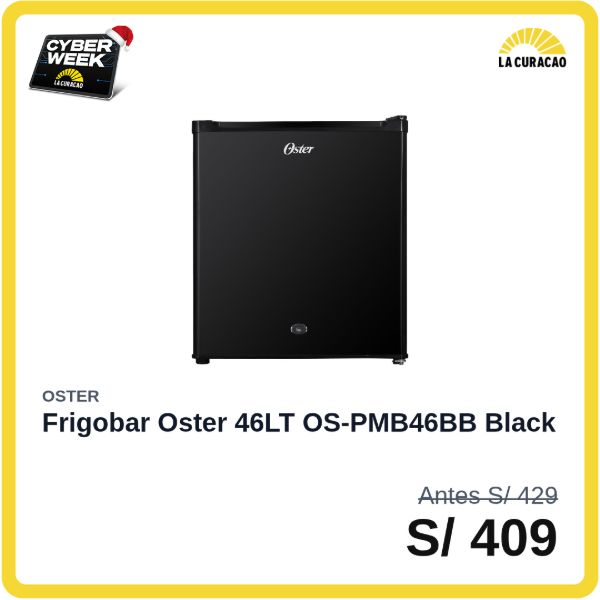 CYBER
WEEK
LA CURACAO
LA CURACAO
Oster
OSTER
Frigobar Oster 46LT OS-PMB46BB Black
Antes S/ 429
S/ 409